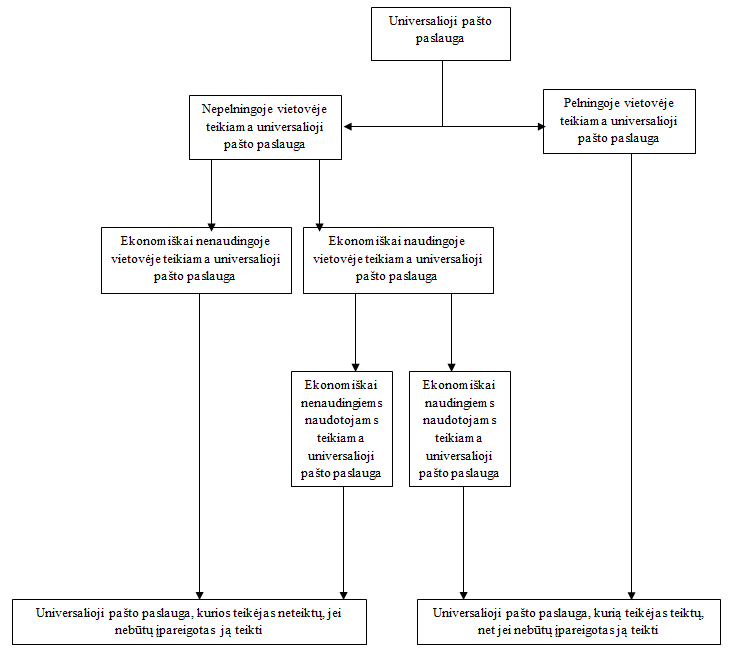 Universalioji pašto
paslauga
Nepelningoje vietovėje
teikiama universalioji
pašto paslauga
Pelningoje vietovėje
teikiama universalioji
pašto paslauga
Ekonomiškai nenaudingoje
vietovėje teikiama universalioji
pašto paslauga
Ekonomiškai naudingoje
vietovėje teikiama universalioji
pašto paslauga
Ekonomiškai
nenaudingiems
naudotojams
teikiama
universalioji
pašto paslauga
Ekonomiškai
naudingiems
naudotojams
teikiama
universalioji
pašto paslauga
Universalioji pašto paslauga, kurios teikėjas neteiktų, jei
nebūtų įpareigotas ją teikti
Universalioji pašto paslauga, kurią teikėjas teiktų,
net jei nebūtų įpareigotas ją teikti